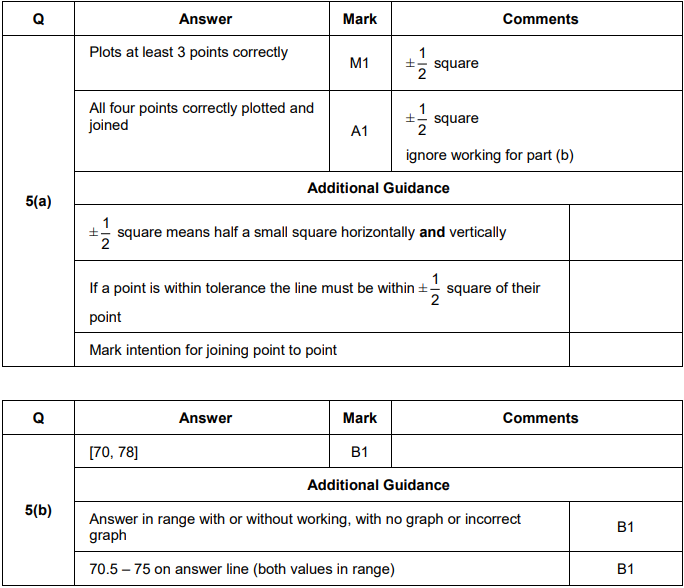 Q Answer Mark Comments
5(a)
Plots at least 3 points correctly M1 ±1/2 square
All four points correctly plotted and
joined
A1
±1/2 square
ignore working for part (b)
Additional Guidance
±1/2 square means half a small square horizontally and vertically
If a point is within tolerance the line must be within ±1/2 square of their
point
Mark intention for joining point to point
Q Answer Mark Comments
5(b)
[70, 78] B1
Additional Guidance
Answer in range with or without working, with no graph or incorrect
graph
B1
70.5 – 75 on answer line (both values in range) B1